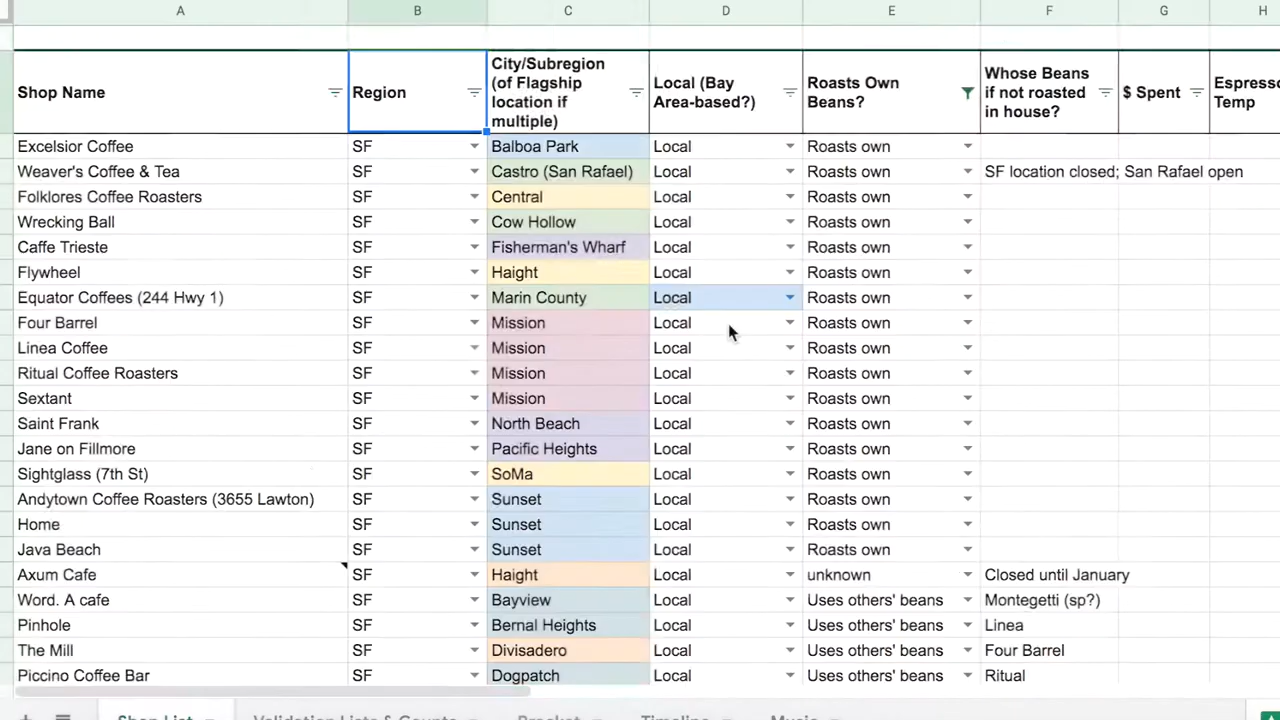 A B C D E F G H
Shop Name Region City/Subregion (of Flagship location if multiple) Local (Bay Area-based?) Roasts Own Beans? Whose Beans if not roasted in house? $ Spent Temp
Excelsior Coffee SF Balboa Park Local Roasts own
Weaver's Coffee & Tea SF Castro (San Rafael) Local Roasts own SF location closed; San Rafael open
Folklores Coffee Roasters SF Central Local Roasts own
Wrecking Ball SF Cow Hollow Local Roasts own
Caffe Trieste SF Fisherman's Wharf Local Roasts own
Flywheel SF Haight Local Roasts own
Equator Coffees (244 Hwy 1) SF Marin County Local Roasts own
Four Barrel SF Mission Local Roasts own
Linea Coffee SF Mission Local Roasts own
Ritual Coffee Roasters SF Mission Local Roasts own
Sextant SF Mission Local Roasts own
Saint Frank SF North Beach Local Roasts own
Jane on Fillmore SF Pacific Heights Local Roasts own
Sightglass (7th St) SF SoMa Local Roasts own
Andytown Coffee Roasters (3655 Lawton) SF Sunset Local Roasts own
Home SF Sunset Local Roasts own
Java Beach SF Sunset Local Roasts own
Axum Cafe SF Haight Local unknown Closed until January
Word. A cafe SF Bayview Local Uses others' beans Montegetti (sp?)
Pinhole SF Bernal Heights Local Uses others' beans Linea
The Mill SF Divisadero Local Uses others' beans Four Barrel
Piccino Coffee Bar SF Dogpatch Local Uses others' beans Ritual
Shop List Validation Lists & Counts Bracket Timeline Music